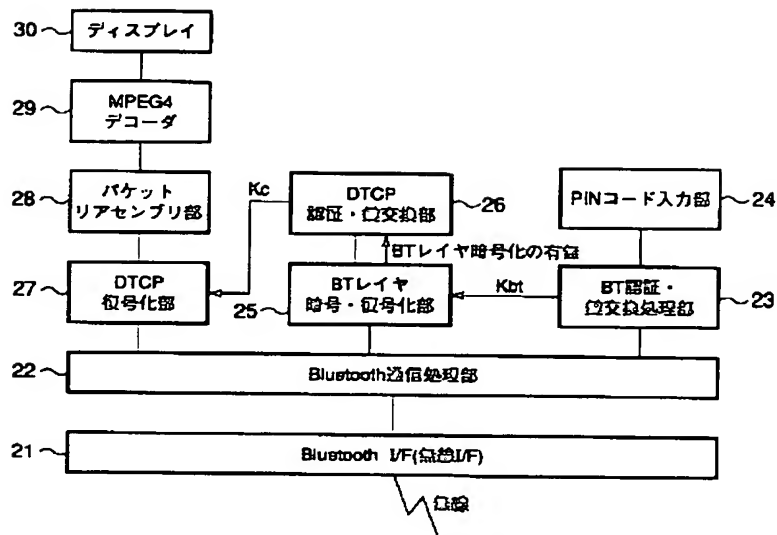 30 ディスプレイ
29 MPEG4
デコーダ
28 パケット
リアセンブリ部
Kc
DTCP
認証・鍵交換部 26
PINコード入力部 24
BTレイヤ暗号化の有無
27 DTCP
復号化部
25 BTレイヤ
暗号・復号化部
Kbt
BT認証・
鍵交換処理部 23
22 Bluetooth通信処理部
21 Bluetooth I/F(無線I/F)
無線